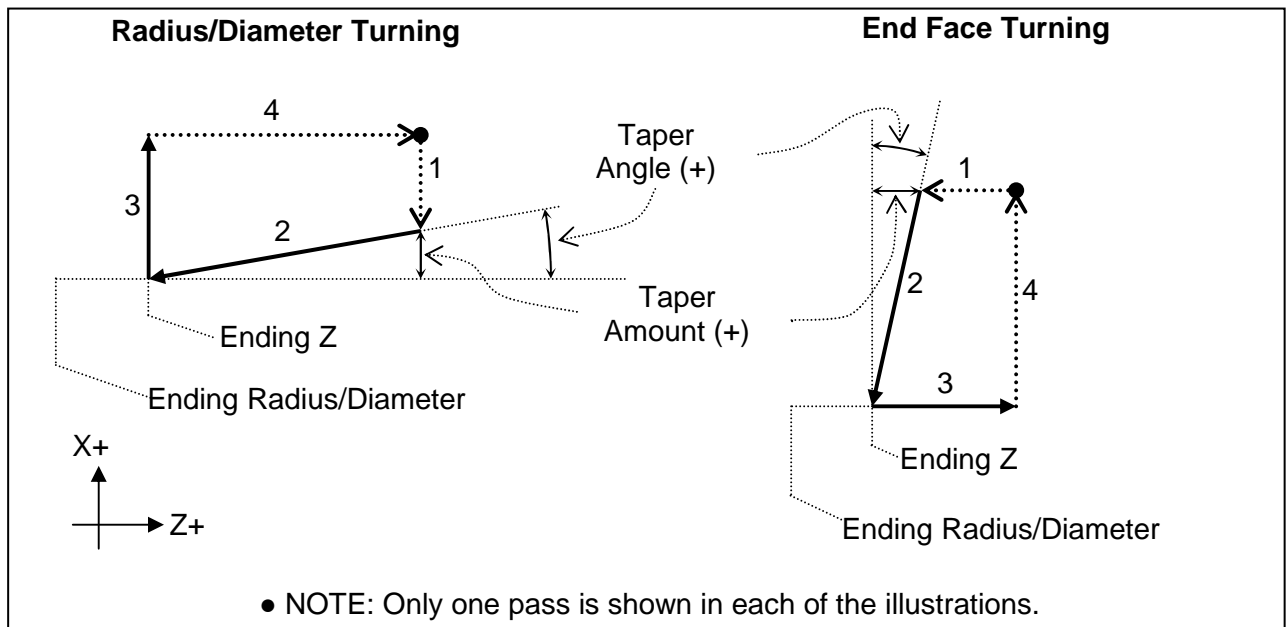 Radius/Diameter Turning
4
1
3
2
Ending Z
Ending Radius/Diameter
X+
Z+
Taper
Angle (+)
Taper
Amount (+)
End Face Turning
1
2
4
3
Ending Z
Ending Radius/Diameter
● NOTE: Only one pass is shown in each of the illustrations.